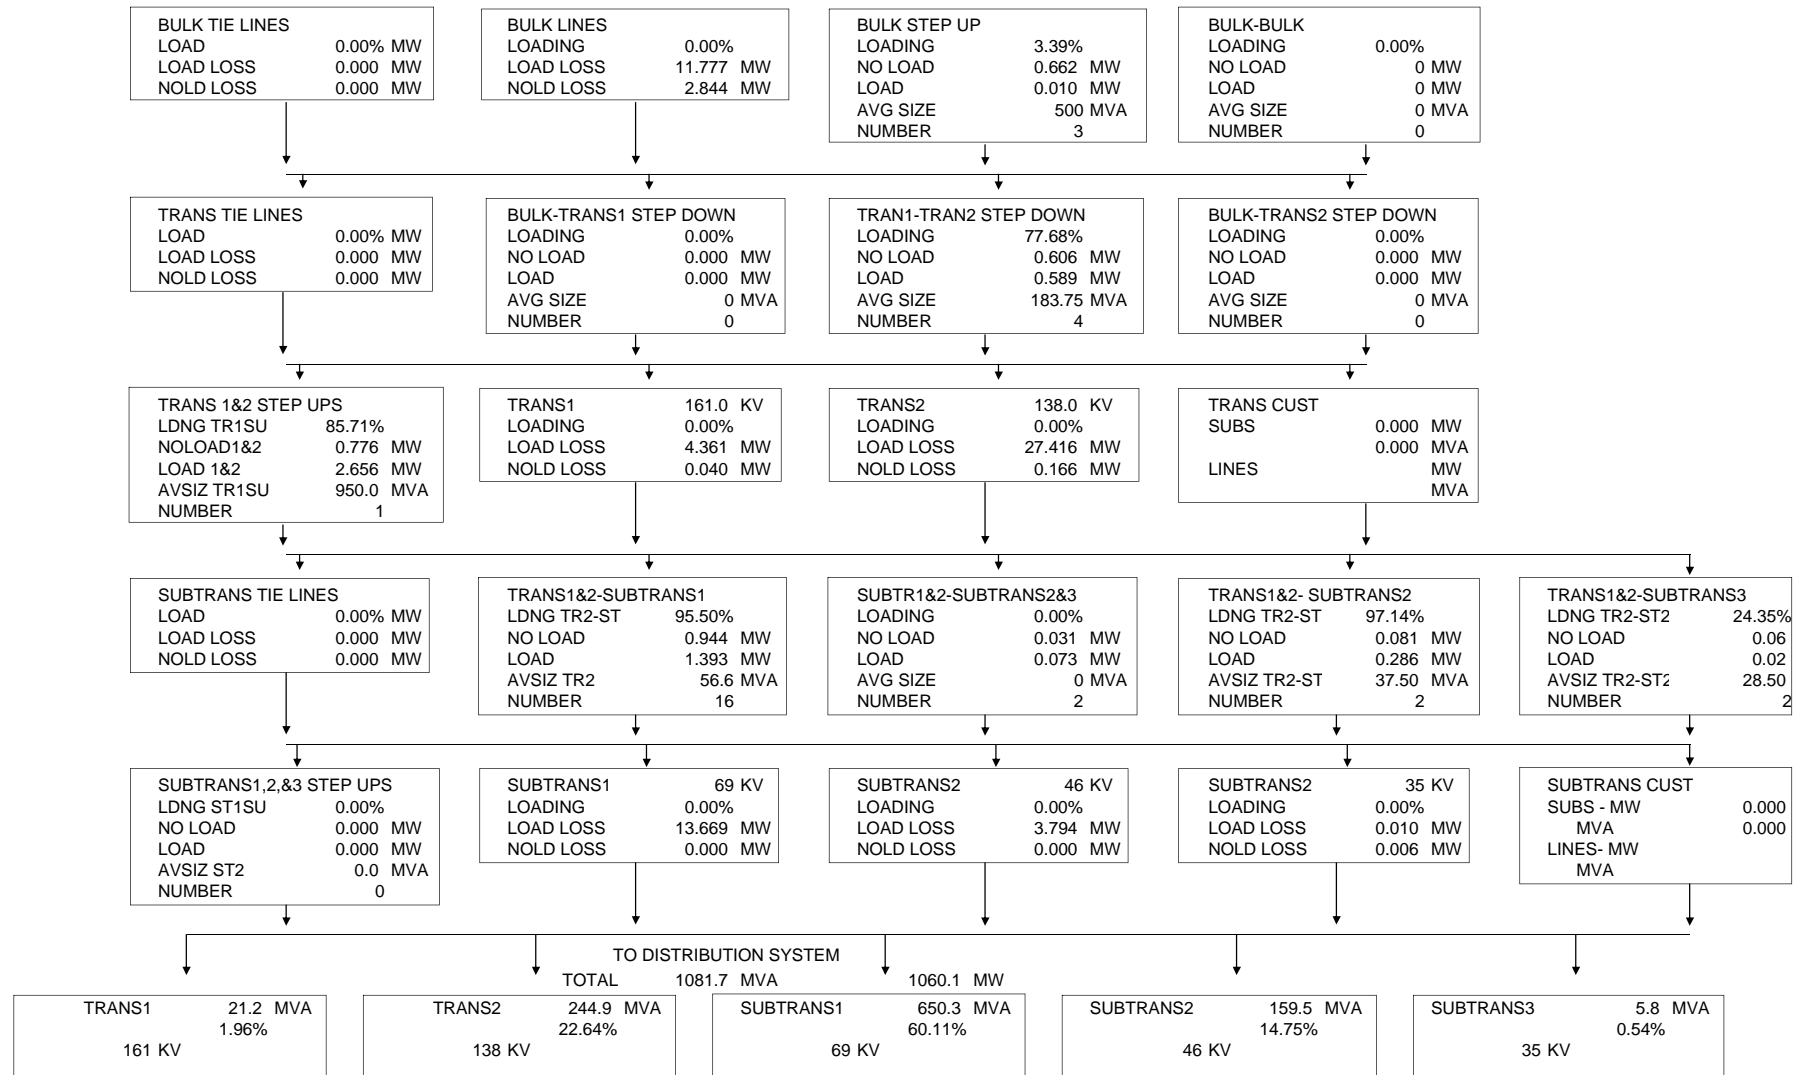 BULK TIE LINES
LOAD 0.00% MW
LOAD LOSS 0.000 MW
NOLD LOSS 0.000 MW
BULK LINES
LOADING 0.00%
LOAD LOSS 11.777 MW
NOLD LOSS 2.844 MW
BULK STEP UP
LOADING 3.39%
NO LOAD 0.662 MW
LOAD 0.010 MW
AVG SIZE 500 MVA
NUMBER 3
BULK-BULK
LOADING 0.00%
NO LOAD 0 MW
LOAD 0 MW
AVG SIZE 0 MVA
NUMBER 0
TRANS TIE LINES
LOAD 0.00% MW
LOAD LOSS 0.000 MW
NOLD LOSS 0.000 MW
BULK-TRANS1 STEP DOWN
LOADING 0.00%
NO LOAD 0.000 MW
LOAD 0.000 MW
AVG SIZE 0 MVA
NUMBER 0
TRAN1-TRAN2 STEP DOWN
LOADING 77.68%
NO LOAD 0.606 MW
LOAD 0.589 MW
AVG SIZE 183.75 MVA
NUMBER 4
BULK-TRANS2 STEP DOWN
LOADING 0.00%
NO LOAD 0.000 MW
LOAD 0.000 MW
AVG SIZE 0 MVA
NUMBER 0
TRANS 1&2 STEP UPS
LDNG TR1SU 85.71%
NOLOAD1&2 0.776 MW
LOAD 1&2 2.656 MW
AVSIZ TR1SU 950.0 MVA
NUMBER 1
TRANS1 161.0 KV
LOADING 0.00%
LOAD LOSS 4.361 MW
NOLD LOSS 0.040 MW
TRANS2 138.0 KV
LOADING 0.00%
LOAD LOSS 27.416 MW
NOLD LOSS 0.166 MW
TRANS CUST
SUBS 0.000 MW
0.000 MVA
LINES MW
MVA
SUBTRANS TIE LINES
LOAD 0.00% MW
LOAD LOSS 0.000 MW
NOLD LOSS 0.000 MW
TRANS1&2-SUBTRANS1
LDNG TR2-ST 95.50%
NO LOAD 0.944 MW
LOAD 1.393 MW
AVSIZ TR2 56.6 MVA
NUMBER 16
SUBTR1&2-SUBTRANS2&3
LOADING 0.00%
NO LOAD 0.031 MW
LOAD 0.073 MW
AVG SIZE 0 MVA
NUMBER 2
TRANS1&2- SUBTRANS2
LDNG TR2-ST 97.14%
NO LOAD 0.081 MW
LOAD 0.286 MW
AVSIZ TR2-ST 37.50 MVA
NUMBER 2
TRANS1&2-SUBTRANS3
LDNG TR2-ST2 24.35%
NO LOAD 0.06
LOAD 0.02
AVSIZ TR2-ST2 28.50
NUMBER 2
SUBTRANS1,2,&3 STEP UPS
LDNG ST1SU 0.00%
NO LOAD 0.000 MW
LOAD 0.000 MW
AVSIZ ST2 0.0 MVA
NUMBER 0
SUBTRANS1 69 KV
LOADING 0.00%
LOAD LOSS 13.669 MW
NOLD LOSS 0.000 MW
SUBTRANS2 46 KV
LOADING 0.00%
LOAD LOSS 3.794 MW
NOLD LOSS 0.000 MW
SUBTRANS2 35 KV
LOADING 0.00%
LOAD LOSS 0.010 MW
NOLD LOSS 0.006 MW
SUBTRANS CUST
SUBS - MW 0.000
MVA 0.000
LINES- MW
MVA
TO DISTRIBUTION SYSTEM
TOTAL 1081.7 MVA 1060.1 MW
TRANS1 21.2 MVA
1.96%
161 KV
TRANS2 244.9 MVA
22.64%
138 KV
SUBTRANS1 650.3 MVA
60.11%
69 KV
SUBTRANS2 159.5 MVA
14.75%
46 KV
SUBTRANS3 5.8 MVA
0.54%
35 KV